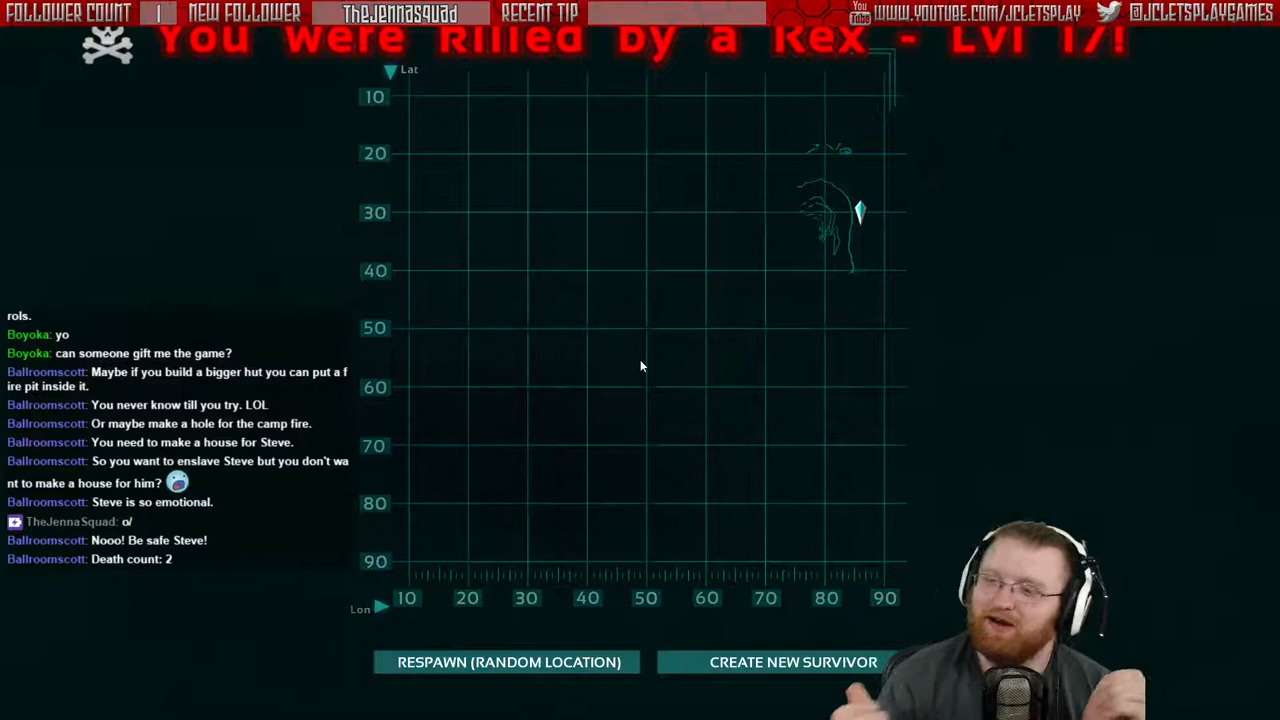 FOLLOWER COUNT 1 NEW FOLLOWER TheJennaSquad RECENT TIP You Tube WWW.YOUTUBE.COM/JCLETSPLAY @JCLETSPLAYGAMES
You Were Killed by a Rex - Lvl 17!
Lat
10
20
30
40
50
60
70
80
90
Lon 10 20 30 40 50 60 70 80 90
rols.
Boyoka: yo
Boyoka: can someone gift me the game?
Ballroomscott: Maybe if you build a bigger hut you can put a f
ire pit inside it.
Ballroomscott: You never know till you try. LOL
Ballroomscott: Or maybe make a hole for the camp fire.
Ballroomscott: You need to make a house for Steve.
Ballroomscott: So you want to enslave Steve but you don't wa
nt to make a house for him?
Ballroomscott: Steve is so emotional.
TheJennaSquad: o/
Ballroomscott: Nooo! Be safe Steve!
Ballroomscott: Death count: 2
RESPAWN (RANDOM LOCATION) CREATE NEW SURVIVOR